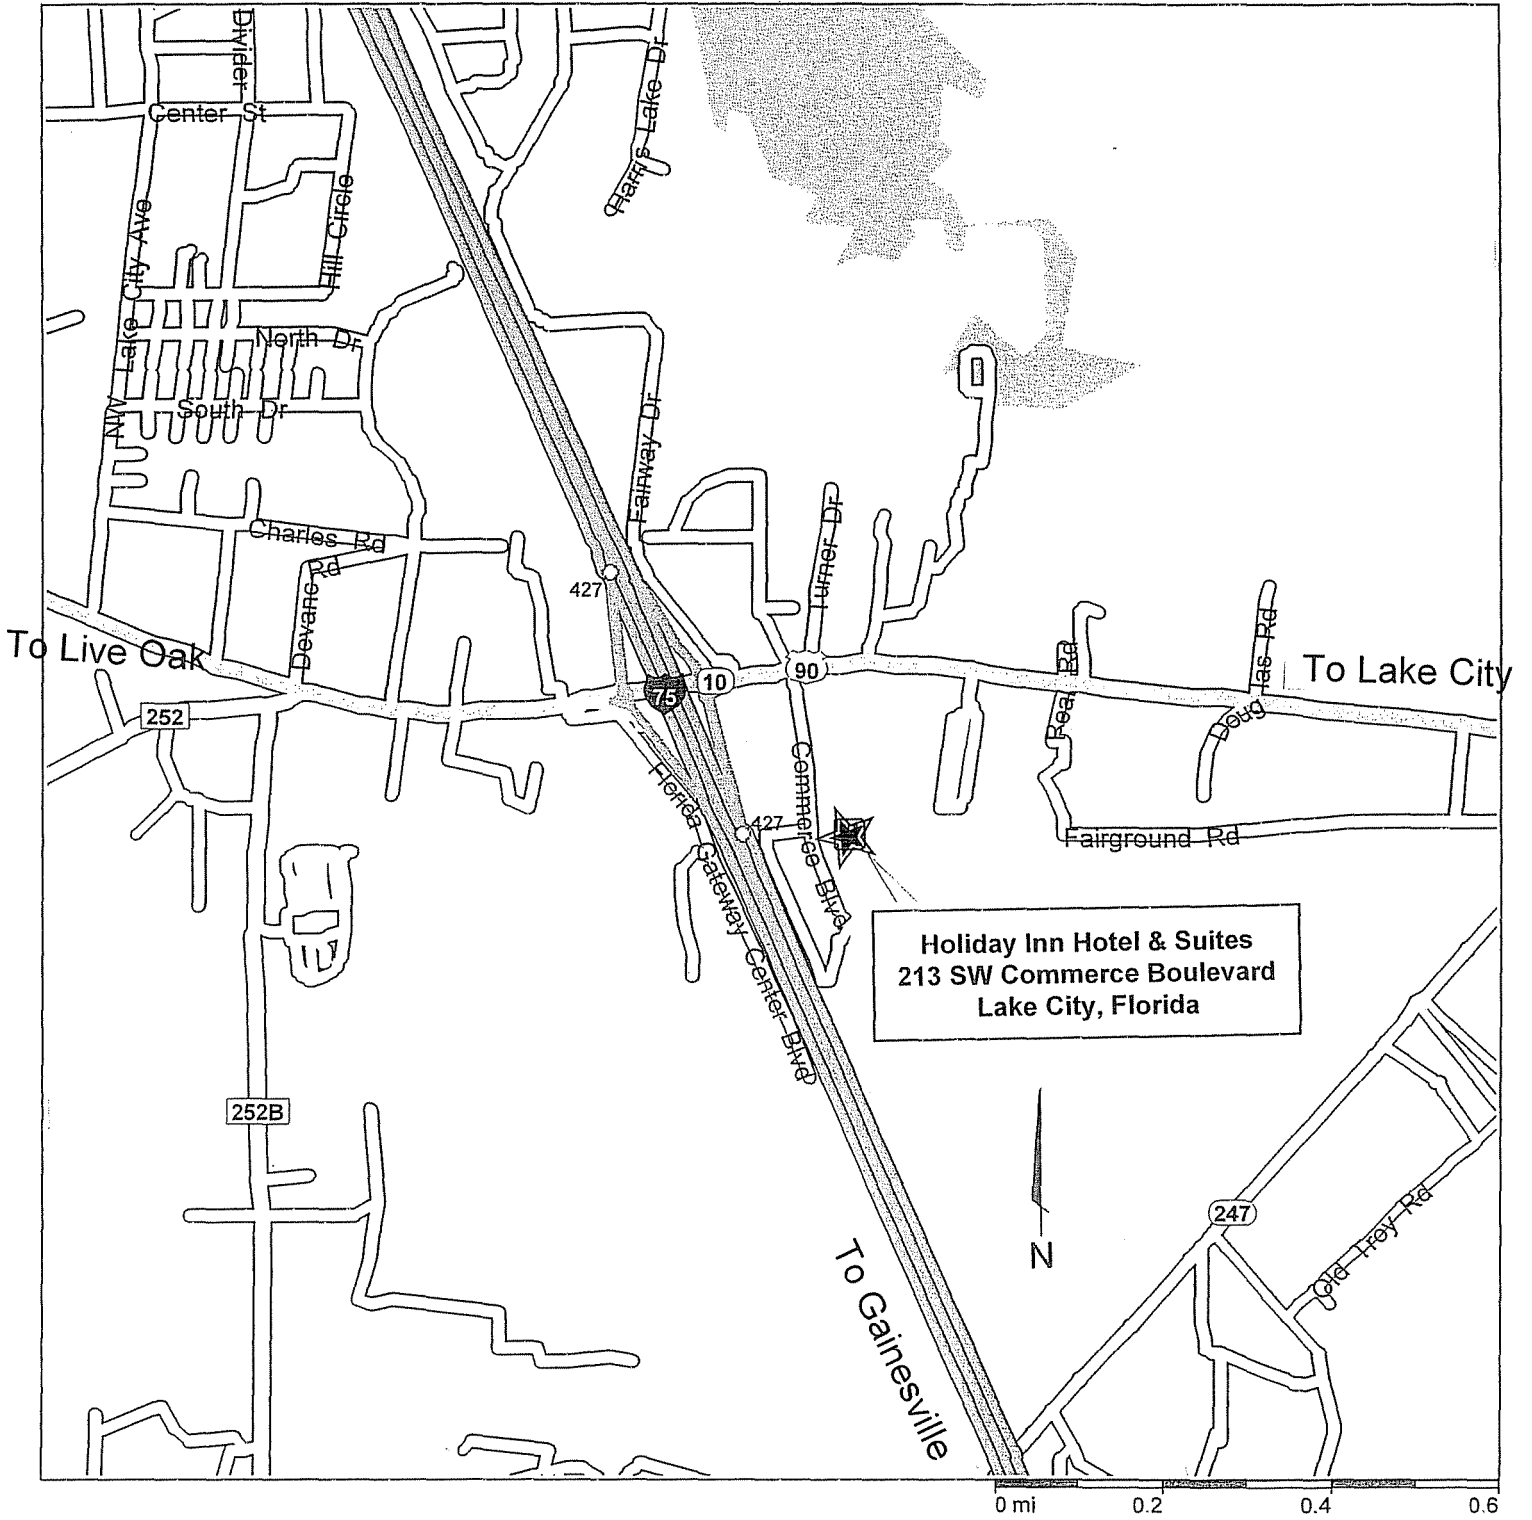 Divider
Center St
Harris Lake Dr
Hill Circle
NW Lake City Ave
North Dr
South Dr
Fairway Dr
Charles Rd
Devane Rd
Turner Dr
427
To Live Oak
75
10
90
To Lake City
252
Real Rd
Douglas Rd
Florida Gateway Center Blvd
Commerce Blvd
427
Fairground Rd
Holiday Inn Hotel & Suites
213 SW Commerce Boulevard
Lake City, Florida
252B
N
247
Old Troy Rd
To Gainesville
0 mi 0.2 0.4 0.6